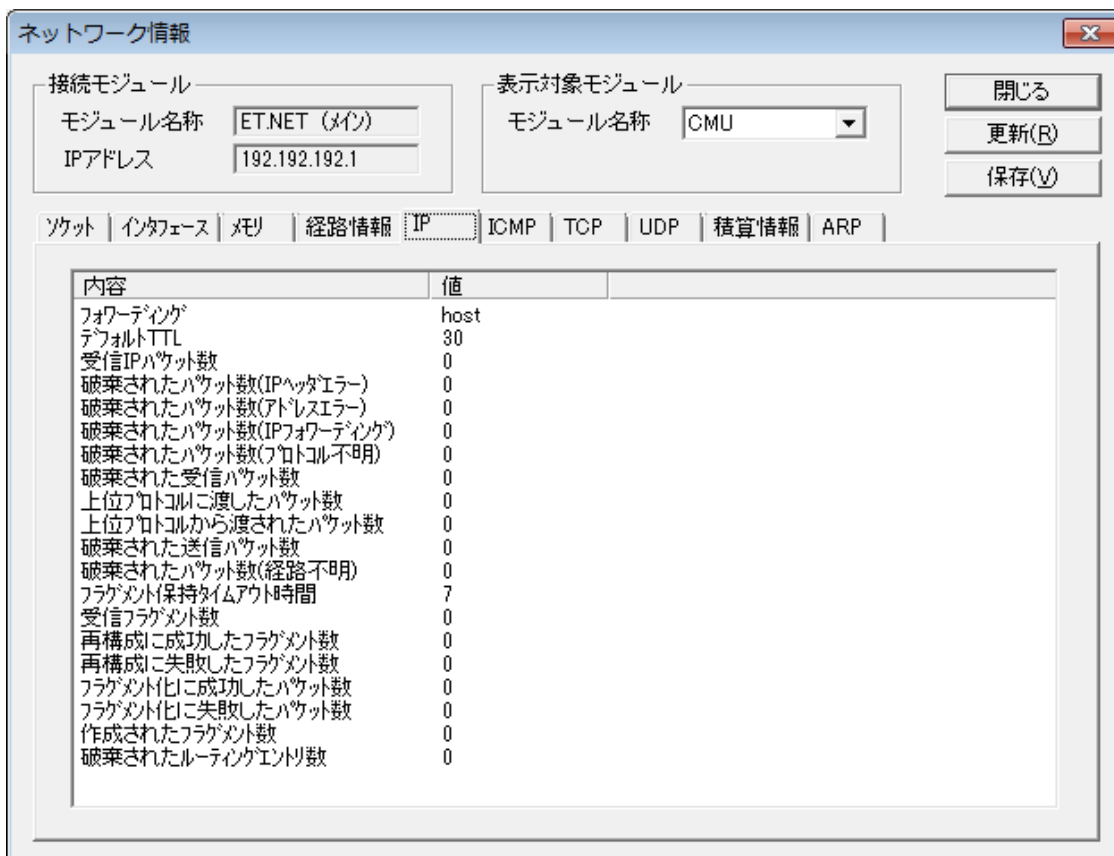 ネットワーク情報
接続モジュール
モジュール名称 ET.NET （ﾒｲﾝ）
IPアドレス 192.192.192.1
表示対象モジュール
モジュール名称 CMU
閉じる
更新(R)
保存(V)
ｿｹｯﾄ ｲﾝﾀﾌｪｰｽ ﾒﾓﾘ 経路情報 IP ICMP TCP UDP 積算情報 ARP
内容 値
ﾌｫﾜｰﾃﾞｨﾝｸﾞ host
ﾃﾞﾌｫﾙﾄTTL 30
受信IPﾊﾟｹｯﾄ数 0
破棄されたﾊﾟｹｯﾄ数(IPﾍｯﾀﾞｴﾗｰ) 0
破棄されたﾊﾟｹｯﾄ数(ｱﾄﾞﾚｽｴﾗｰ) 0
破棄されたﾊﾟｹｯﾄ数(IPﾌｫﾜｰﾃﾞｨﾝｸﾞ) 0
破棄されたﾊﾟｹｯﾄ数(ﾌﾟﾛﾄｺﾙ不明) 0
破棄された受信ﾊﾟｹｯﾄ数 0
上位ﾌﾟﾛﾄｺﾙに渡したﾊﾟｹｯﾄ数 0
上位ﾌﾟﾛﾄｺﾙから渡されたﾊﾟｹｯﾄ数 0
破棄された送信ﾊﾟｹｯﾄ数 0
破棄されたﾊﾟｹｯﾄ数(経路不明) 0
ﾌﾗｸﾞﾒﾝﾄ保持ﾀｲﾑｱｳﾄ時間 7
受信ﾌﾗｸﾞﾒﾝﾄ数 0
再構成に成功したﾌﾗｸﾞﾒﾝﾄ数 0
再構成に失敗したﾌﾗｸﾞﾒﾝﾄ数 0
ﾌﾗｸﾞﾒﾝﾄ化に成功したﾊﾟｹｯﾄ数 0
ﾌﾗｸﾞﾒﾝﾄ化に失敗したﾊﾟｹｯﾄ数 0
作成されたﾌﾗｸﾞﾒﾝﾄ数 0
破棄されたﾙｰﾃｨﾝｸﾞｴﾝﾄﾘ数 0